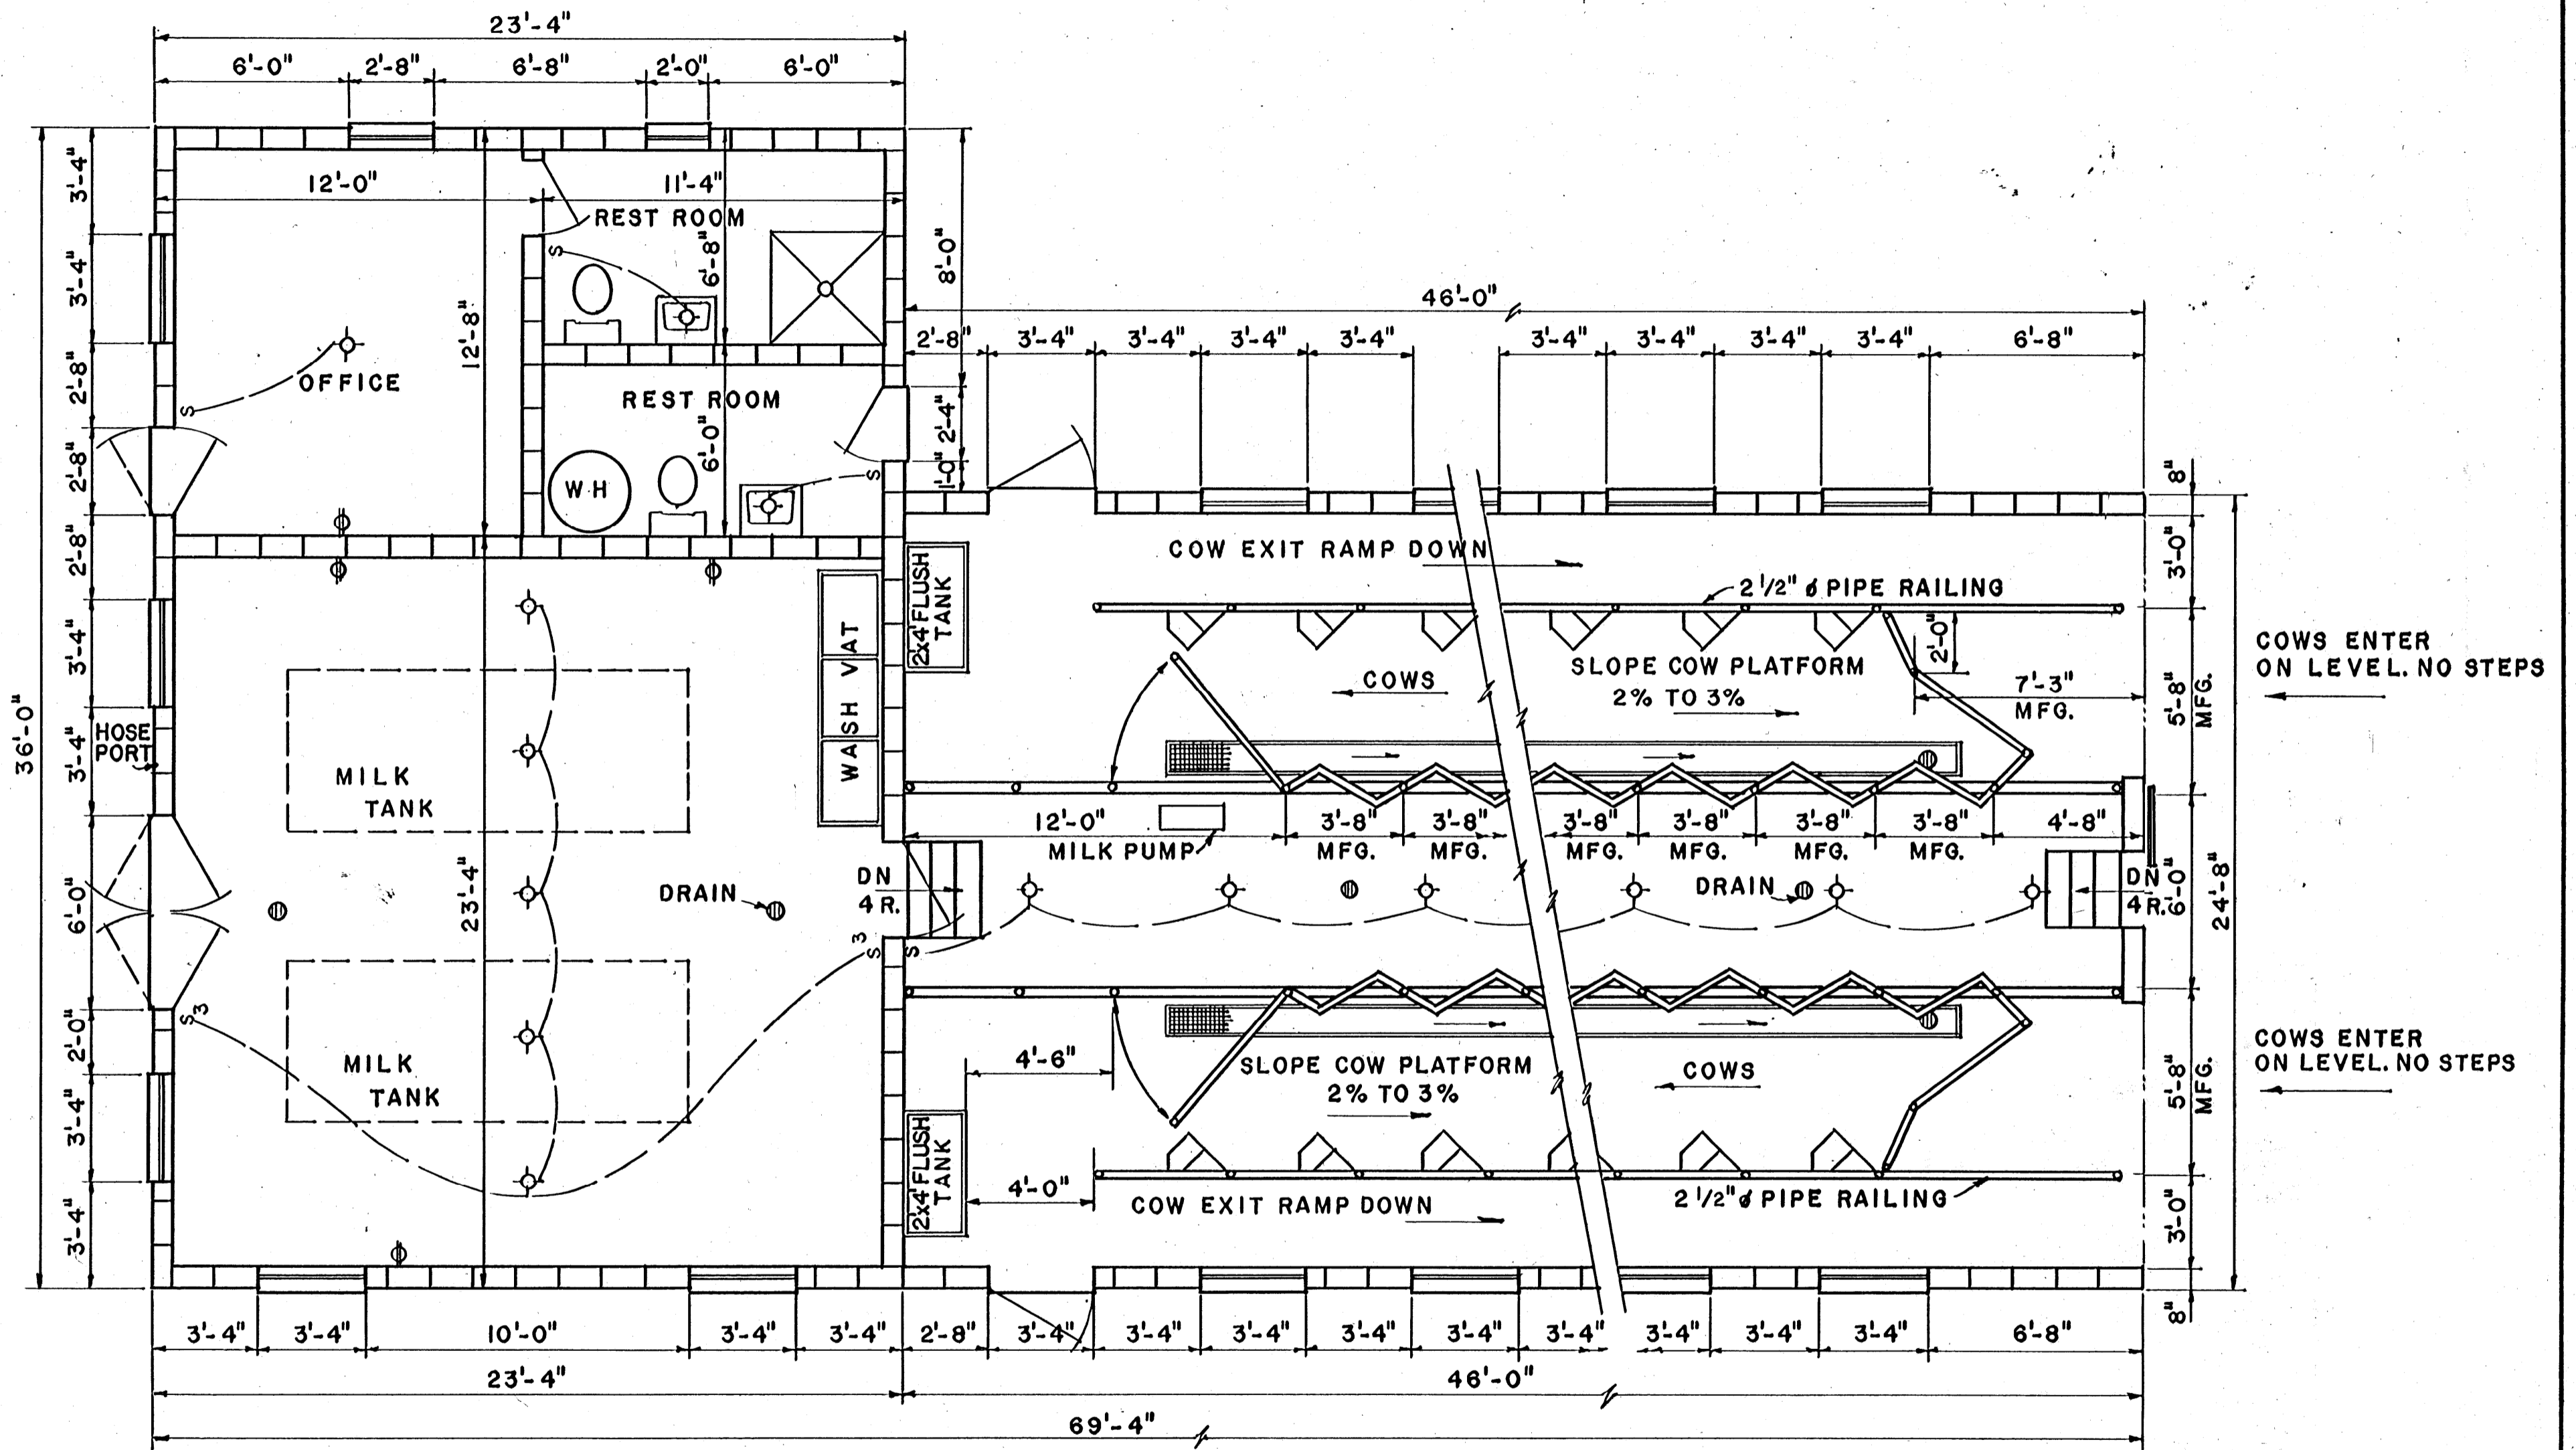 23'-4"
6'-0" 2'-8" 6'-8" 2'-0" 6'-0"
3'-4"
3'-4"
2'-8"
2'-8"
2'-8"
3'-4"
3'-4"
6'-0"
2'-0"
3'-4"
3'-4"
36'-0"
12'-0" 11'-4"
REST ROOM
6'-8"
12'-8"
OFFICE
S
S
REST ROOM
6'-0"
W H
S
8'-0"
2'-4"
1'-0"
46'-0"
2'-8" 3'-4" 3'-4" 3'-4" 3'-4" 3'-4" 3'-4" 3'-4" 3'-4" 6'-8"
8"
3'-0"
5'-8"
MFG.
6'-0"
5'-8"
MFG.
3'-0"
8"
24'-8"
HOSE
PORT
MILK
TANK
23'-4"
WASH VAT
DRAIN
MILK
TANK
S3
S3
S
2'x4' FLUSH
TANK
COW EXIT RAMP DOWN
2 1/2" ø PIPE RAILING
2'-0"
SLOPE COW PLATFORM
2% TO 3%
COWS
7'-3"
MFG.
COWS ENTER
ON LEVEL. NO STEPS
12'-0" 3'-8" 3'-8" 3'-8" 3'-8" 3'-8" 3'-8" 4'-8"
MILK PUMP MFG. MFG. MFG. MFG. MFG. MFG.
DN
4 R.
DRAIN
DN
4 R.
4'-6"
SLOPE COW PLATFORM
2% TO 3%
COWS
COWS ENTER
ON LEVEL. NO STEPS
2'x4' FLUSH
TANK
4'-0"
COW EXIT RAMP DOWN
2 1/2" ø PIPE RAILING
3'-4" 3'-4" 10'-0" 3'-4" 3'-4" 2'-8" 3'-4" 3'-4" 3'-4" 3'-4" 3'-4" 3'-4" 3'-4" 3'-4" 3'-4" 6'-8"
23'-4" 46'-0"
69'-4"